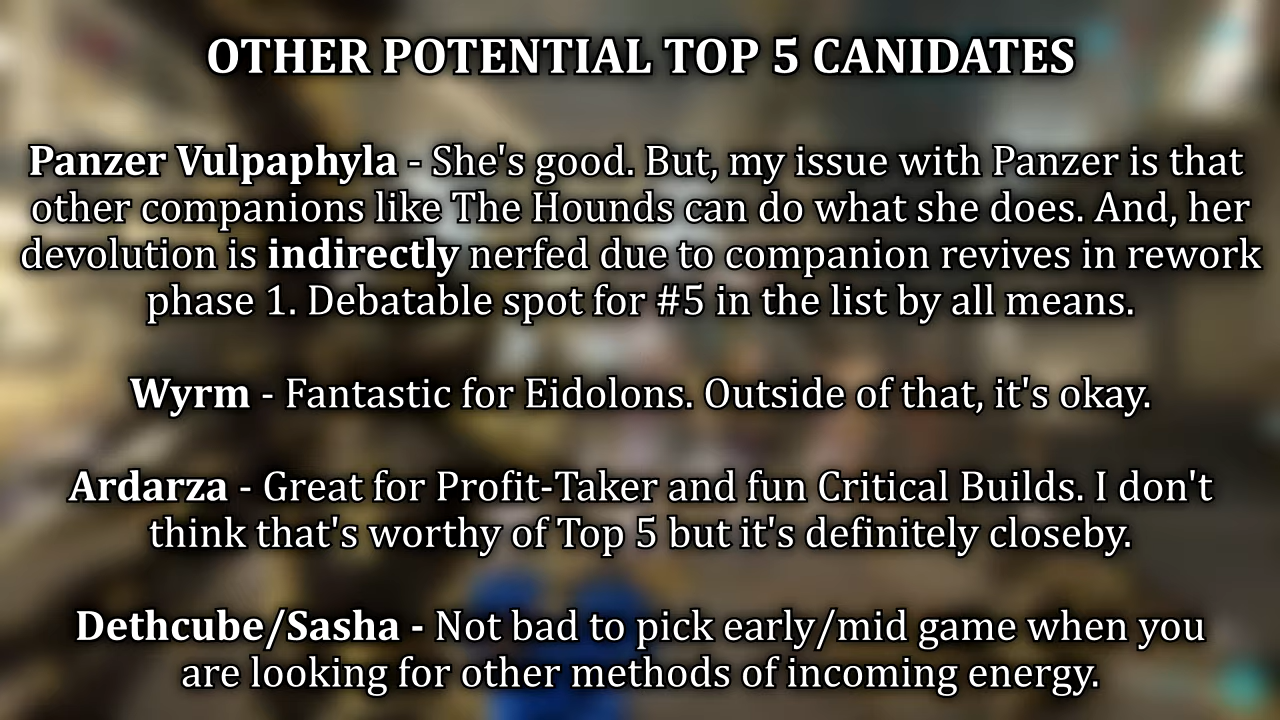 OTHER POTENTIAL TOP 5 CANIDATES
Panzer Vulpaphyla - She's good. But, my issue with Panzer is that
other companions like The Hounds can do what she does. And, her
devolution is indirectly nerfed due to companion revives in rework
phase 1. Debatable spot for #5 in the list by all means.
Wyrm - Fantastic for Eidolons. Outside of that, it's okay.
Ardarza - Great for Profit-Taker and fun Critical Builds. I don't
think that's worthy of Top 5 but it's definitely closeby.
Dethcube/Sasha - Not bad to pick early/mid game when you
are looking for other methods of incoming energy.